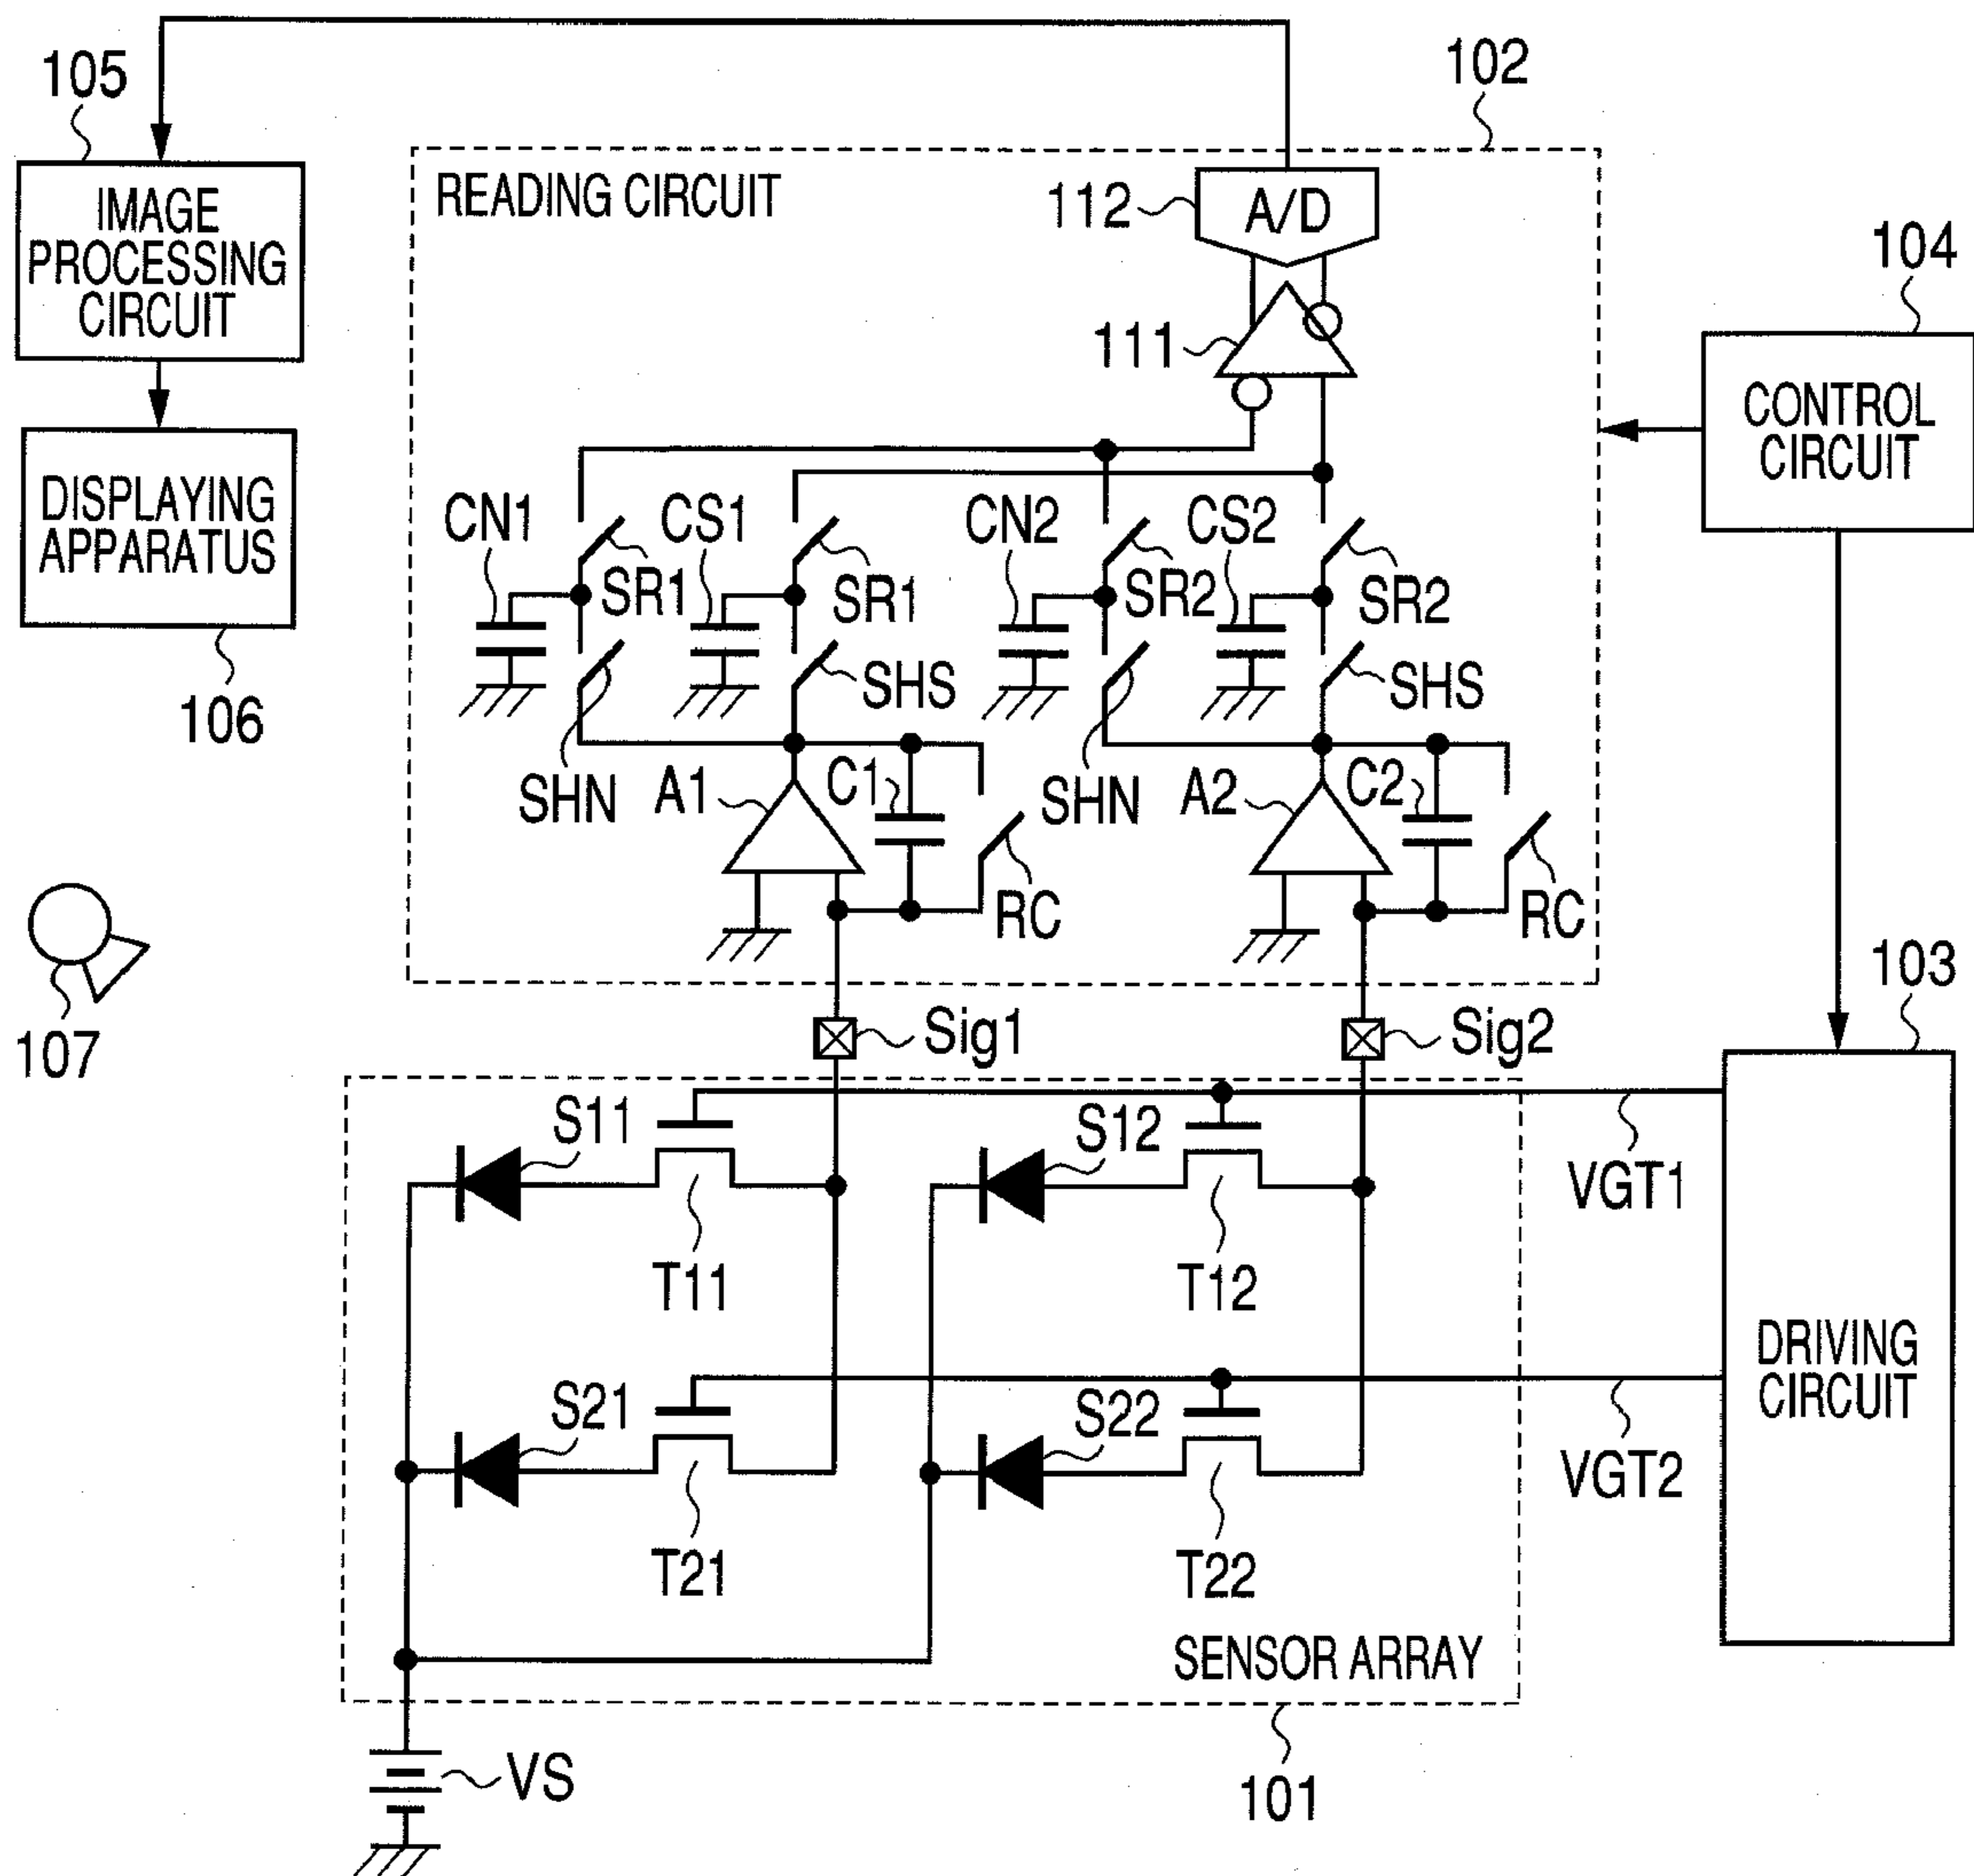 105
102
READING CIRCUIT
112
A/D
IMAGE
PROCESSING
CIRCUIT
104
111
CONTROL
CIRCUIT
DISPLAYING
APPARATUS
CN1
CS1
CN2
CS2
SR1
SR1
SR2
SR2
SHS
SHS
106
SHN
A1
C1
SHN
A2
C2
RC
RC
107
103
Sig1
Sig2
S11
S12
VGT1
T11
T12
DRIVING
CIRCUIT
S21
S22
VGT2
T21
T22
SENSOR ARRAY
VS
101